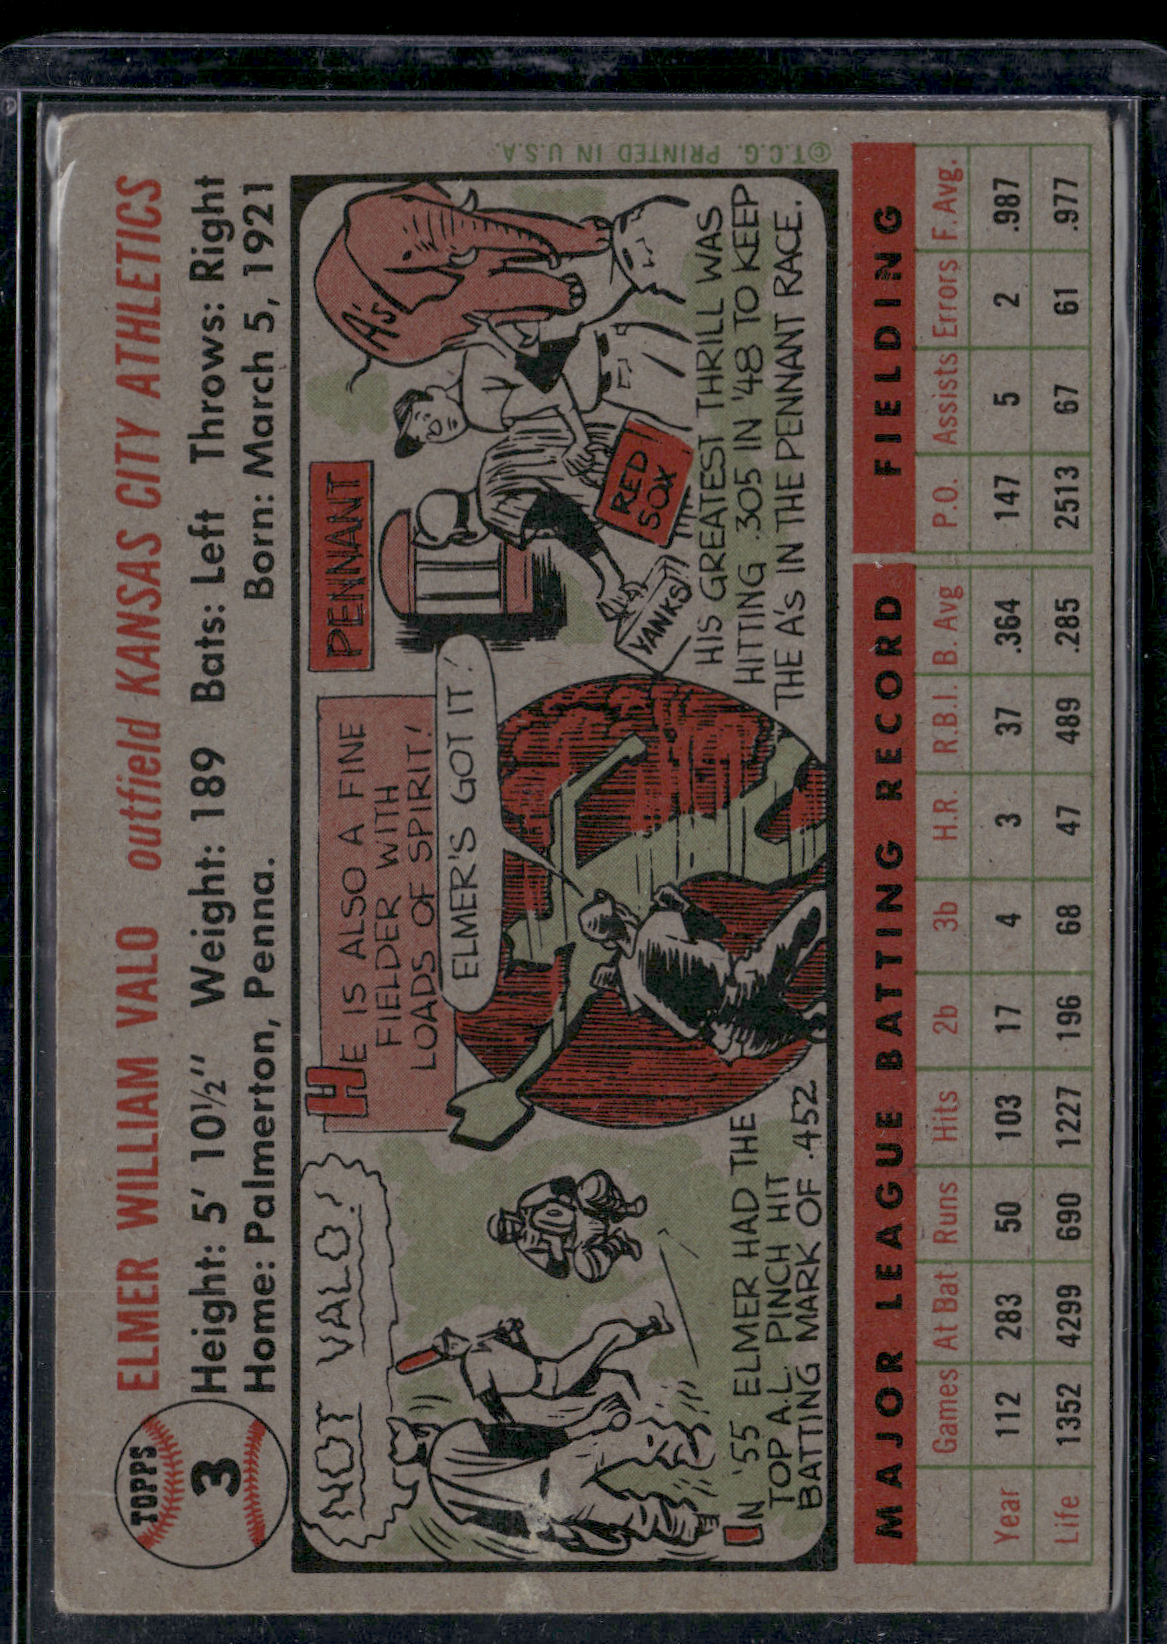 TOPPS
3
ELMER WILLIAM VALO outfield KANSAS CITY ATHLETICS
Height: 5' 10½" Weight: 189 Bats: Left Throws: Right
Home: Palmerton, Penna. Born: March 5, 1921
NOT VALO!
IN '55 ELMER HAD THE
TOP A.L. PINCH HIT
BATTING MARK OF .452
HE IS ALSO A FINE
FIELDER WITH
LOADS OF SPIRIT!
ELMER'S GOT IT!
PENNANT
A's
RED
SOX
YANKS
HIS GREATEST THRILL WAS
HITTING .305 IN '48 TO KEEP
THE A'S IN THE PENNANT RACE.
©T.C.G. PRINTED IN U.S.A.
MAJOR LEAGUE BATTING RECORD FIELDING
Games At Bat Runs Hits 2b 3b H.R. R.B.I. B. Avg P.O. Assists Errors F. Avg.
Year 112 283 50 103 17 4 3 37 .364 147 5 2 .987
Life 1352 4299 690 1227 196 68 47 489 .285 2513 67 61 .977